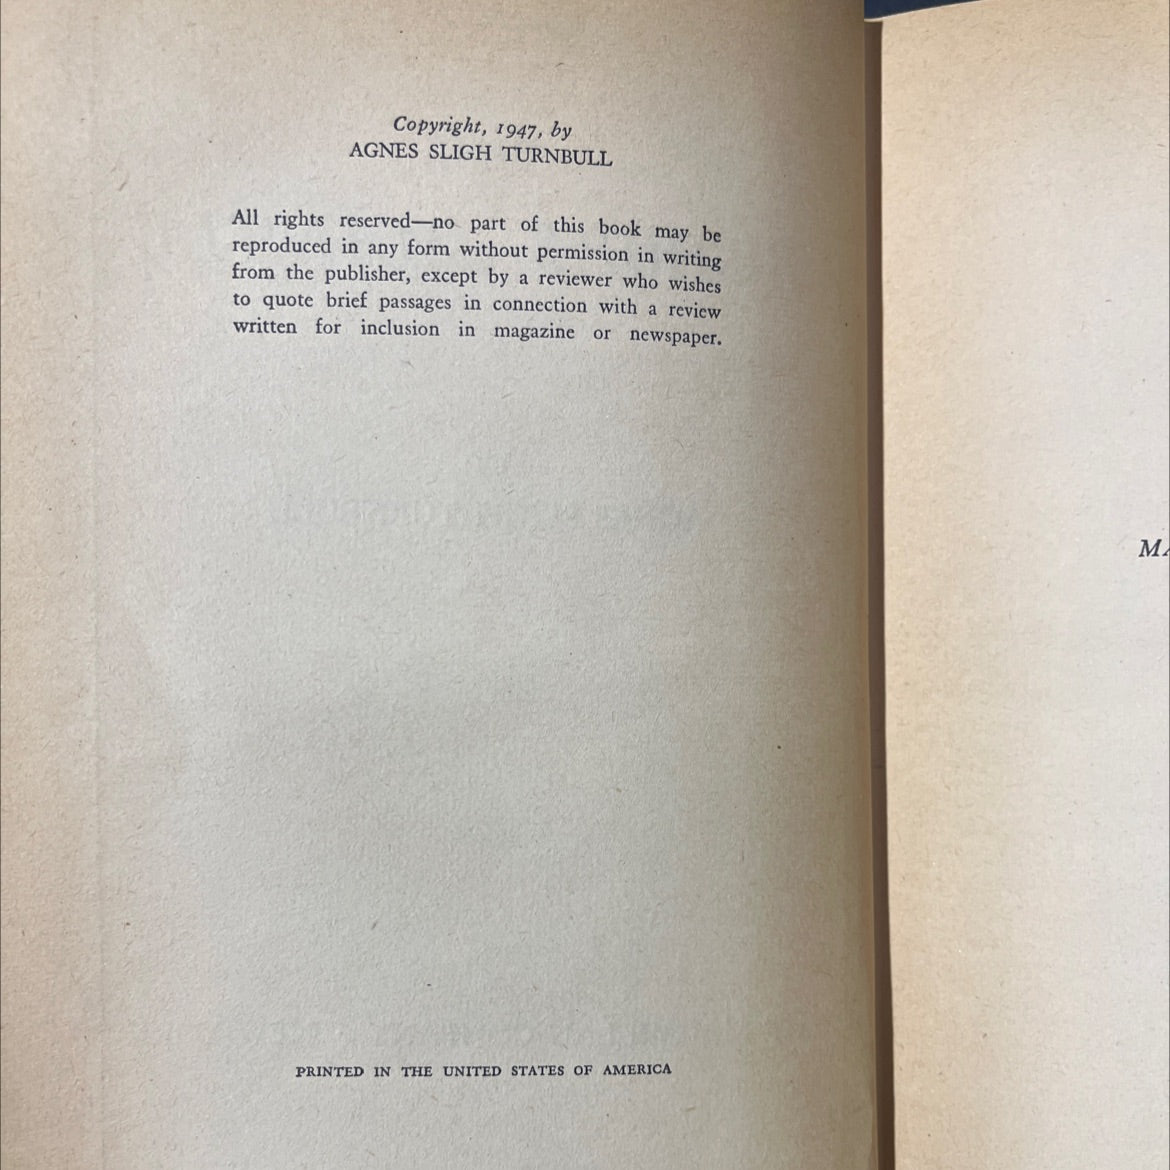 Copyright, 1947, by
AGNES SLIGH TURNBULL
All rights reserved—no part of this book may be
reproduced in any form without permission in writing
from the publisher, except by a reviewer who wishes
to quote brief passages in connection with a review
written for inclusion in magazine or newspaper.
PRINTED IN THE UNITED STATES OF AMERICA